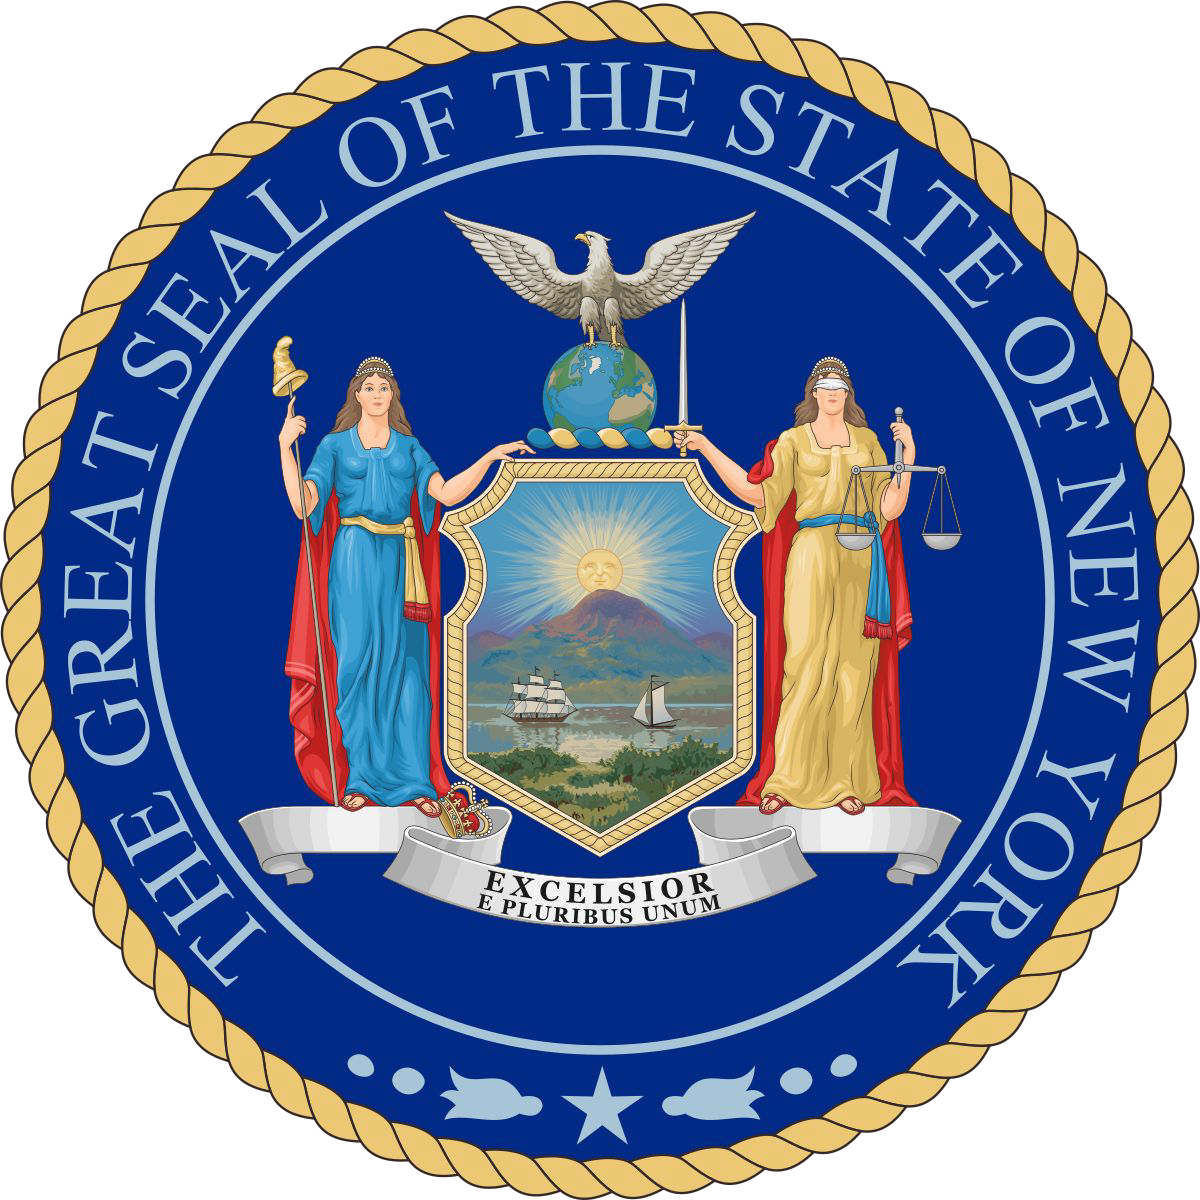 THE GREAT SEAL OF THE STATE OF NEW YORK
EXCELSIOR
E PLURIBUS UNUM